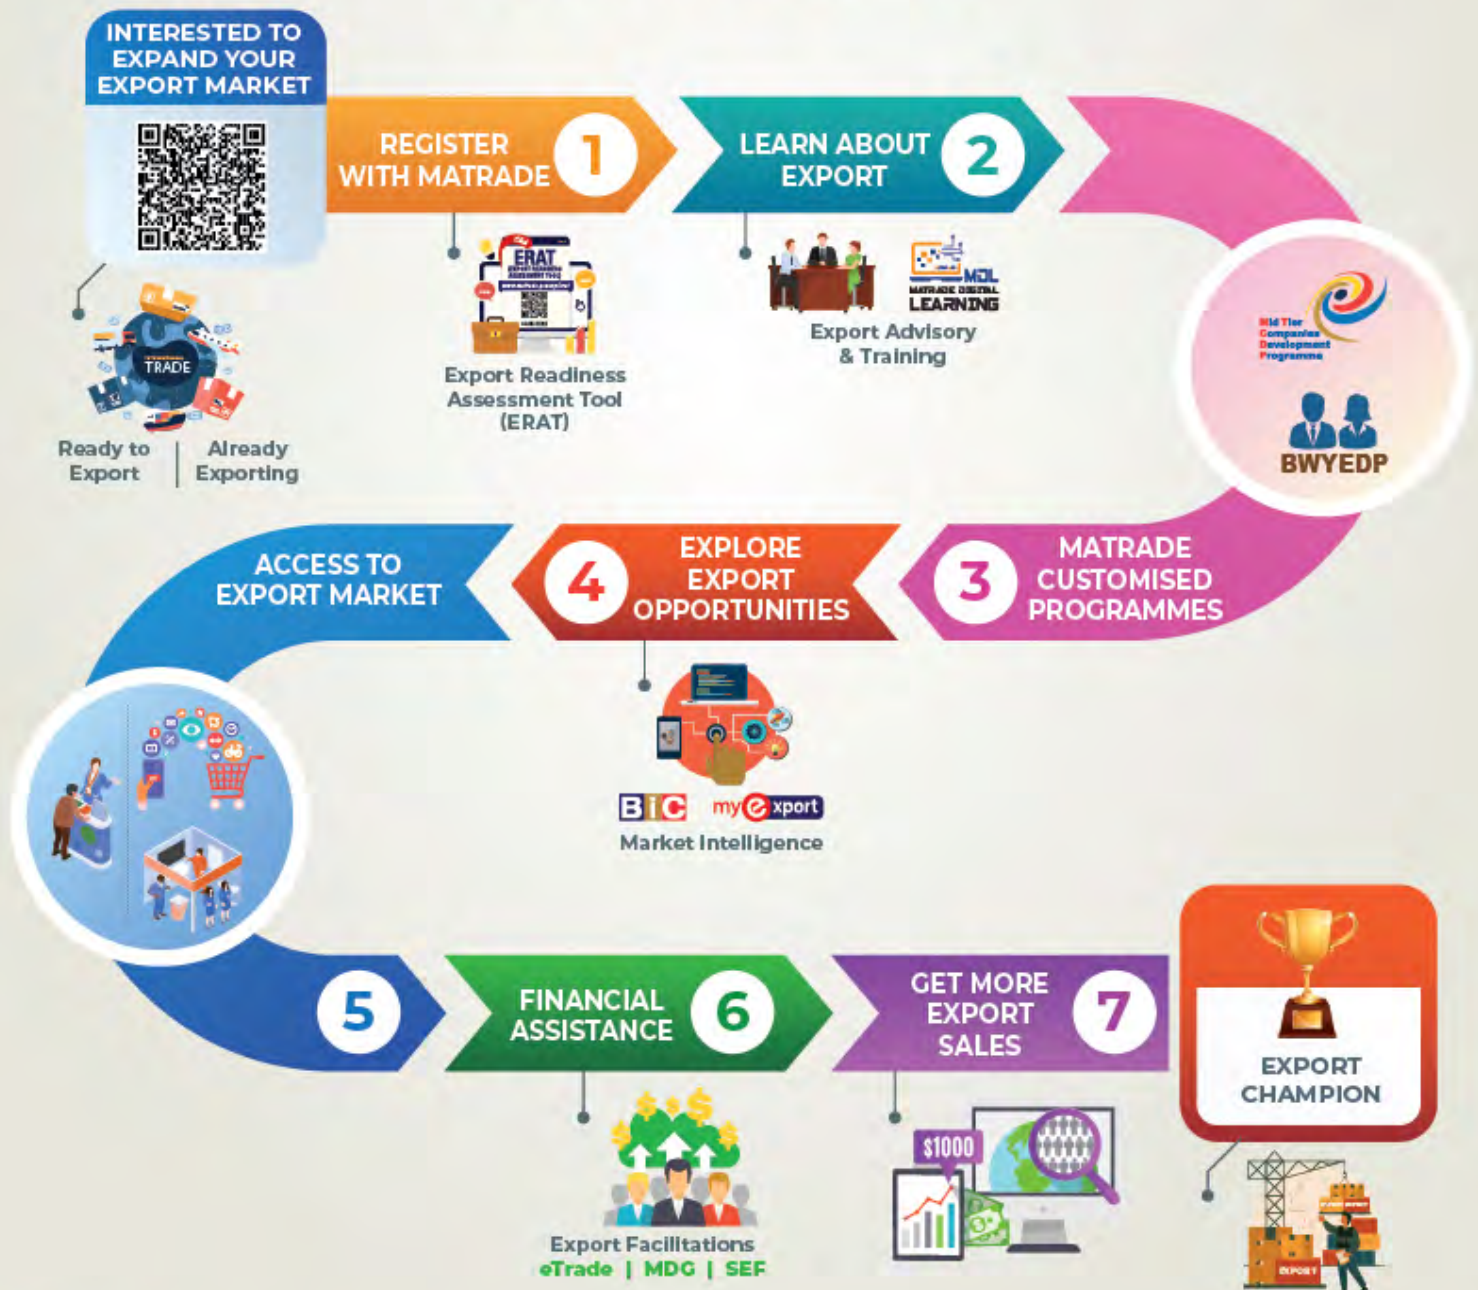 INTERESTED TO
EXPAND YOUR
EXPORT MARKET
TRADE
Ready to
Export
Already
Exporting
REGISTER
WITH MATRADE
1
ERAT
Export Readiness
Assessment Tool
(ERAT)
LEARN ABOUT
EXPORT
2
MDL
MATRADE DIGITAL
LEARNING
Export Advisory
& Training
Mid Tier
Companies
Development
Programme
BWYEDP
3
MATRADE
CUSTOMISED
PROGRAMMES
4
EXPLORE
EXPORT
OPPORTUNITIES
BiC
myexport
Market Intelligence
ACCESS TO
EXPORT MARKET
5
FINANCIAL
ASSISTANCE
6
Export Facilitations
eTrade | MDG | SEF
GET MORE
EXPORT
SALES
7
$1000
EXPORT
CHAMPION
EXPORT